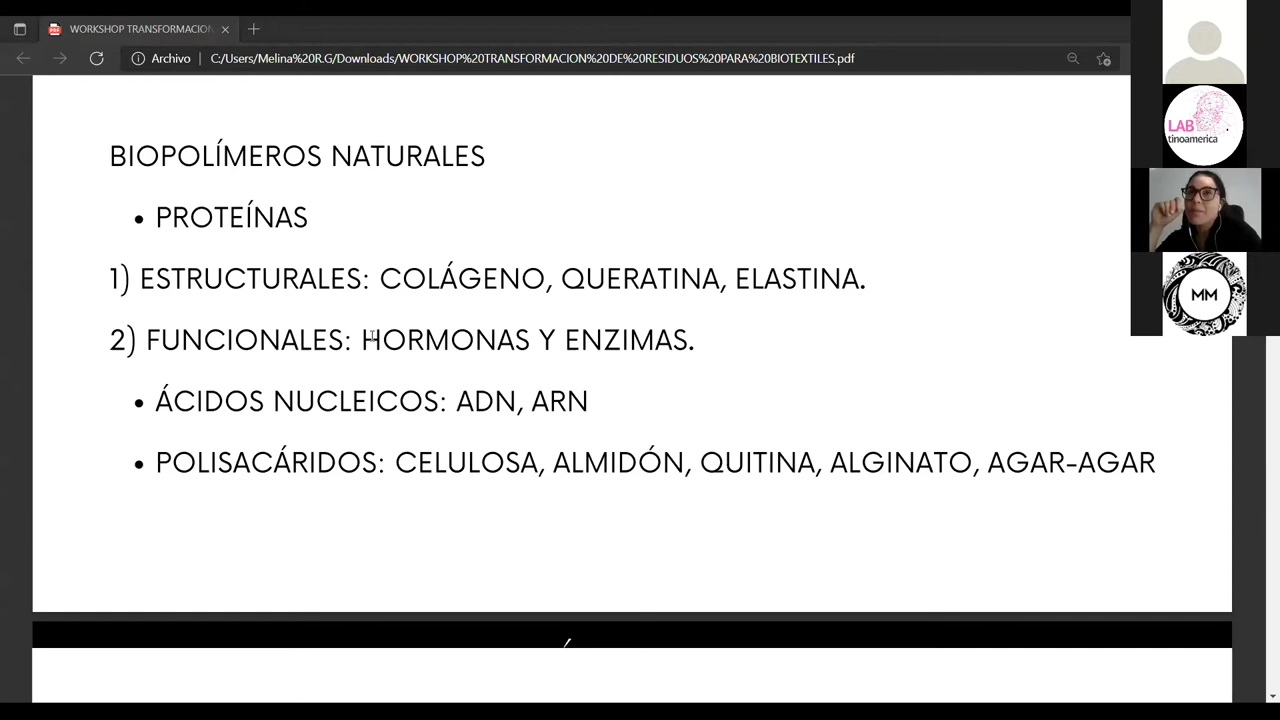 WORKSHOP TRANSFORMACION
Archivo
C:/Users/Melina%20R.G/Downloads/WORKSHOP%20TRANSFORMACION%20DE%20RESIDUOS%20PARA%20BIOTEXTILES.pdf
BIOPOLÍMEROS NATURALES
• PROTEÍNAS
1) ESTRUCTURALES: COLÁGENO, QUERATINA, ELASTINA.
2) FUNCIONALES: HORMONAS Y ENZIMAS.
• ÁCIDOS NUCLEICOS: ADN, ARN
• POLISACÁRIDOS: CELULOSA, ALMIDÓN, QUITINA, ALGINATO, AGAR-AGAR
LAB
tinoamerica
MM